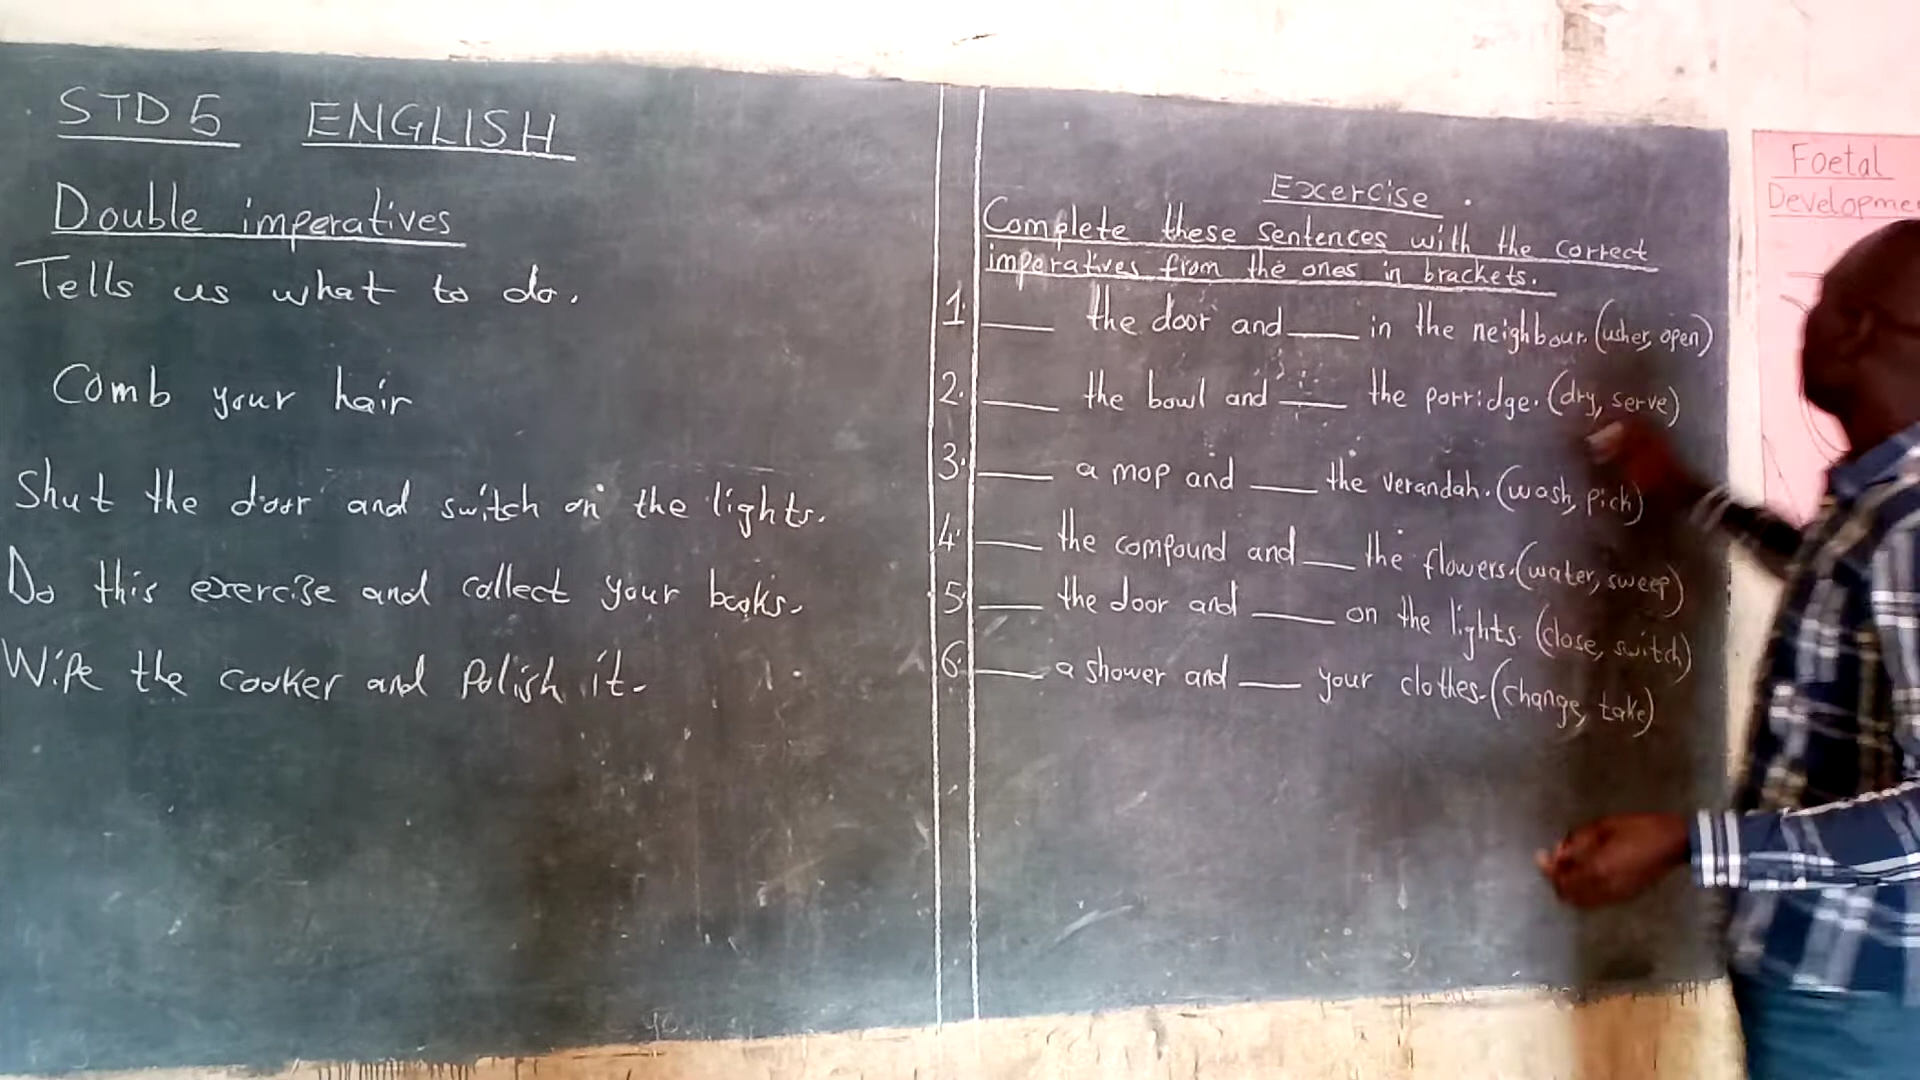 STD 5 ENGLISH
Double imperatives
Tells us what to do.
Comb your hair
Shut the door and switch on the lights.
Do this exercise and collect your books.
Wipe the cooker and Polish it.
Exercise.
Complete these sentences with the correct
imperatives from the ones in brackets.
1. ___ the door and ___ in the neighbour. (usher, open)
2. ___ the bowl and ___ the porridge. (dry, serve)
3. ___ a mop and ___ the verandah. (wash, pick)
4. ___ the compound and ___ the flowers. (water, sweep)
5. ___ the door and ___ on the lights. (close, switch)
6. ___ a shower and ___ your clothes. (change, take)
Foetal
Developme